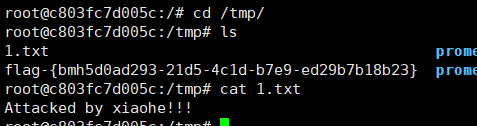 root@c803fc7d005c:/# cd /tmp/
root@c803fc7d005c:/tmp# ls
1.txt prome
flag-{bmh5d0ad293-21d5-4c1d-b7e9-ed29b7b18b23} prome
root@c803fc7d005c:/tmp# cat 1.txt
Attacked by xiaohe!!!
root@c803fc7d005c:/tmp#